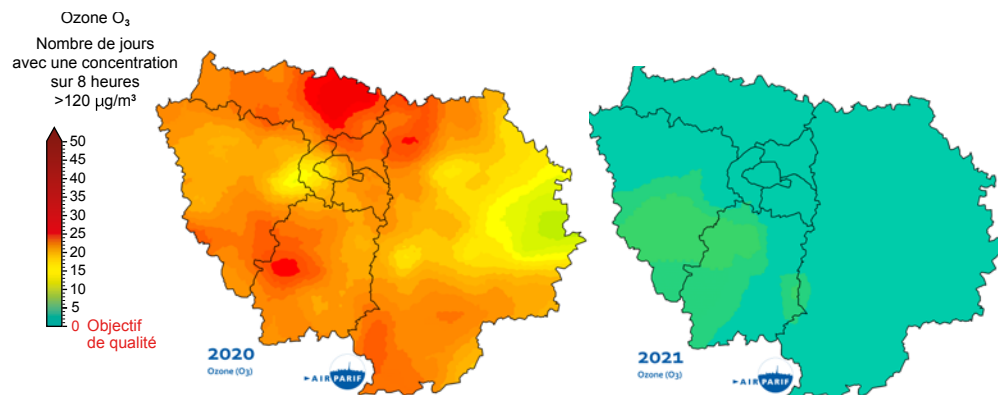 Ozone O₃
Nombre de jours
avec une concentration
sur 8 heures
>120 µg/m³
50
45
40
35
30
25
20
15
10
5
0 Objectif
de qualité
2020
Ozone (O3)
AIRPARIF
2021
Ozone (O3)
AIRPARIF